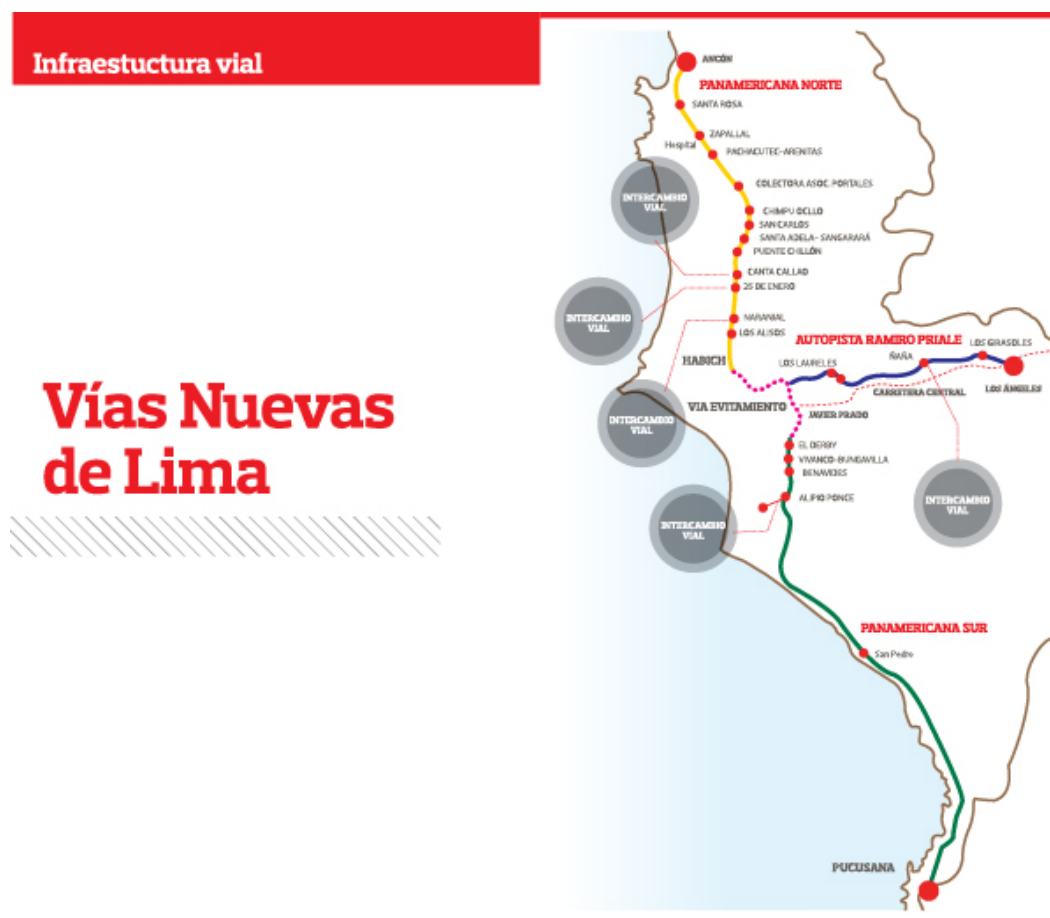 Infraestuctura vial
Vías Nuevas
de Lima
ANCÓN
PANAMERICANA NORTE
SANTA ROSA
ZAPALLAL
Hospital
PACHACUTEC-ARENITAS
COLECTORA ASOC. PORTALES
INTERCAMBIO
VIAL
CHIMPU OCLLO
SAN CARLOS
SANTA ADELA- SANGARARÁ
PUENTE CHILLÓN
CANTA CALLAO
25 DE ENERO
INTERCAMBIO
VIAL
NARANJAL
LOS ALISOS
AUTOPISTA RAMIRO PRIALE
LOS GIRASOLES
HABICH
LOS LAURELES
ÑAÑA
CARRETERA CENTRAL
LOS ÁNGELES
VIA EVITAMIENTO
JAVIER PRADO
INTERCAMBIO
VIAL
EL DERBY
VIVANCO-BUNGAVILLA
BENAVIDES
ALIPIO PONCE
INTERCAMBIO
VIAL
INTERCAMBIO
VIAL
PANAMERICANA SUR
San Pedro
PUCUSANA